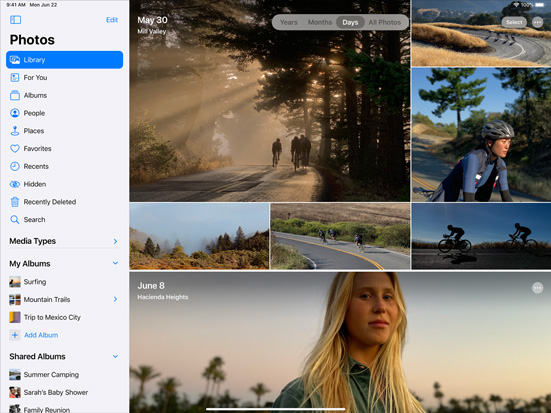 9:41 AM Mon Jun 22
100%
Edit
Photos
Library
For You
Albums
People
Places
Favorites
Recents
Hidden
Recently Deleted
Search
Media Types
My Albums
Surfing
Mountain Trails
Trip to Mexico City
Add Album
Shared Albums
Summer Camping
Sarah's Baby Shower
Family Reunion
May 30
Mill Valley
Years Months Days All Photos
Select
June 8
Hacienda Heights